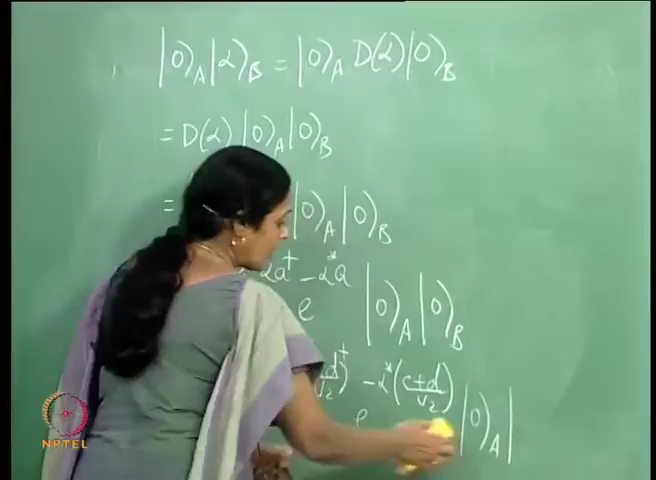 |0⟩_A |α⟩_B = |0⟩_A D(α) |0⟩_B
= D(α) |0⟩_A |0⟩_B
= |0⟩_A |0⟩_B
αa† - α*a
e |0⟩_A |0⟩_B
d/√2)† - α*(c+d/√2)
e |0⟩_A |
NPTEL